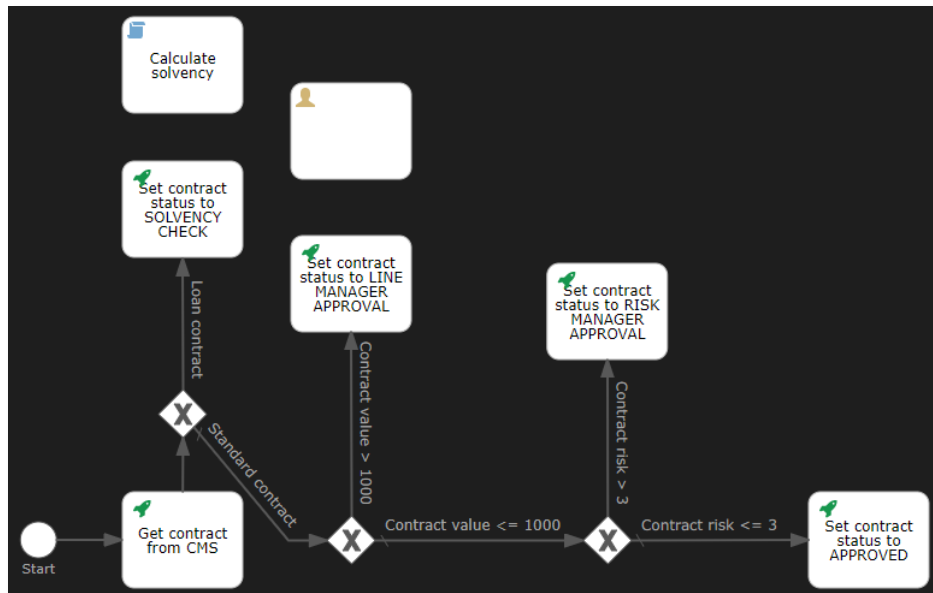 Calculate
solvency
Set contract
status to
SOLVENCY
CHECK
Loan contract
Set contract
status to LINE
MANAGER
APPROVAL
Set contract
status to RISK
MANAGER
APPROVAL
Contract value > 1000
Contract risk > 3
Standard contract
Start
Get contract
from CMS
Contract value <= 1000
Contract risk <= 3
Set contract
status to
APPROVED